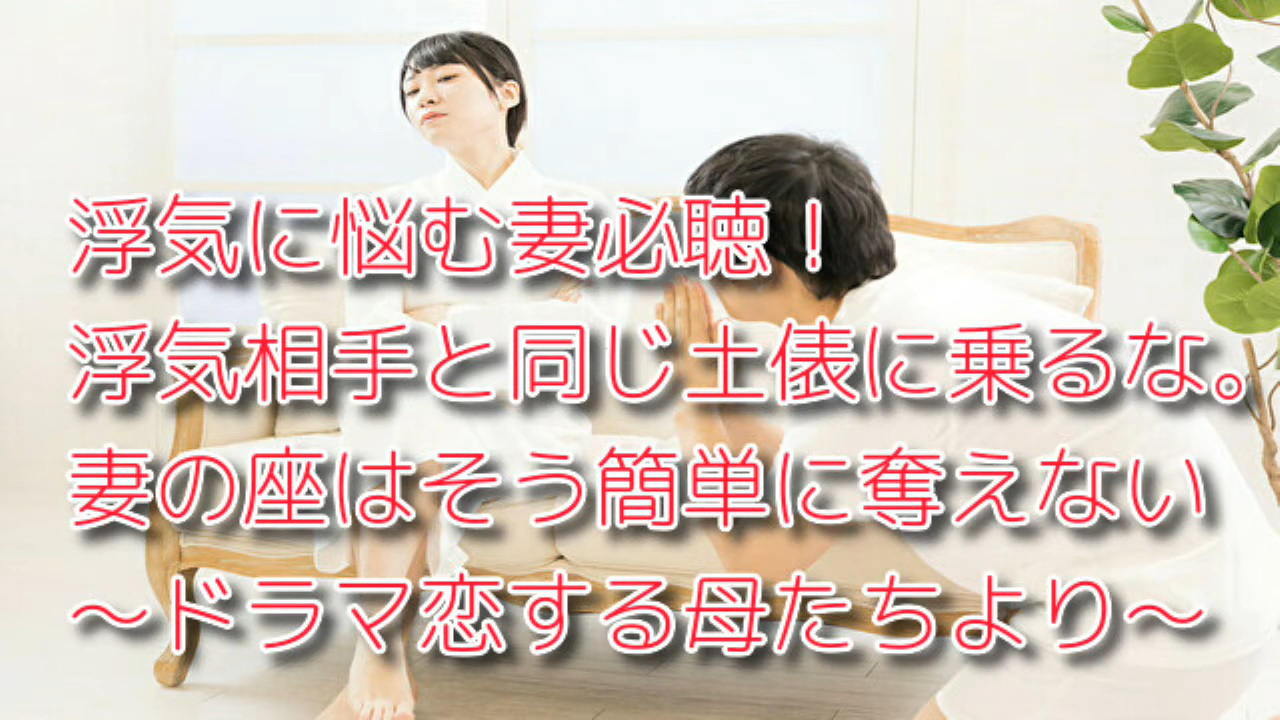 浮気に悩む妻必聴！
浮気相手と同じ土俵に乗るな。
妻の座はそう簡単に奪えない
～ドラマ恋する母たちより～